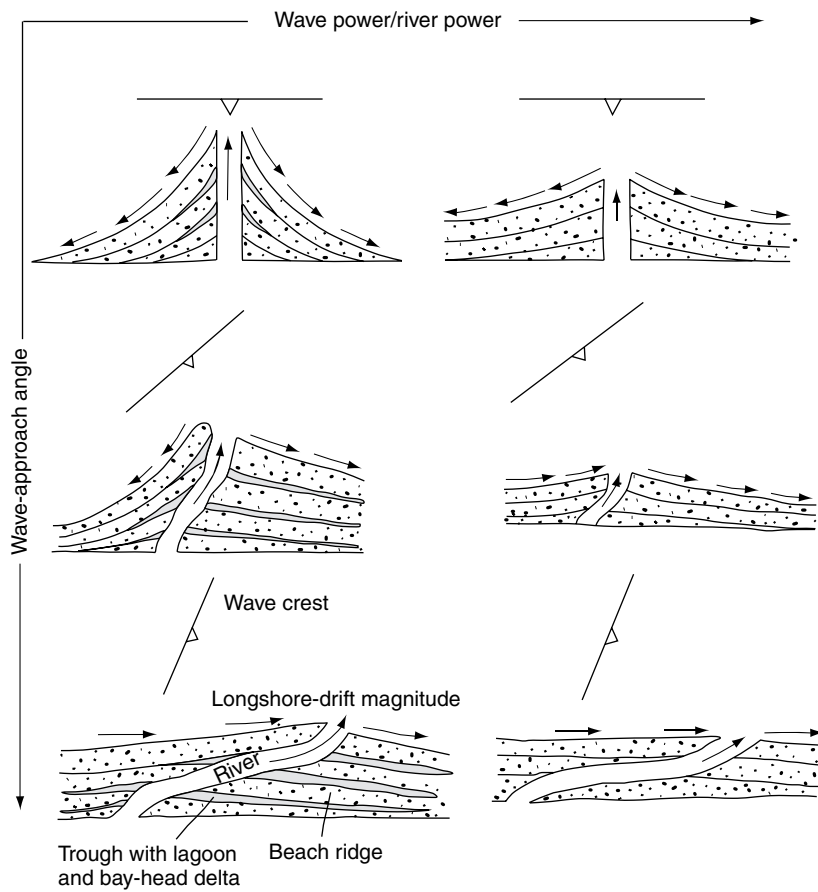 Wave power/river power
Wave-approach angle
Wave crest
Longshore-drift magnitude
River
Trough with lagoon
and bay-head delta
Beach ridge